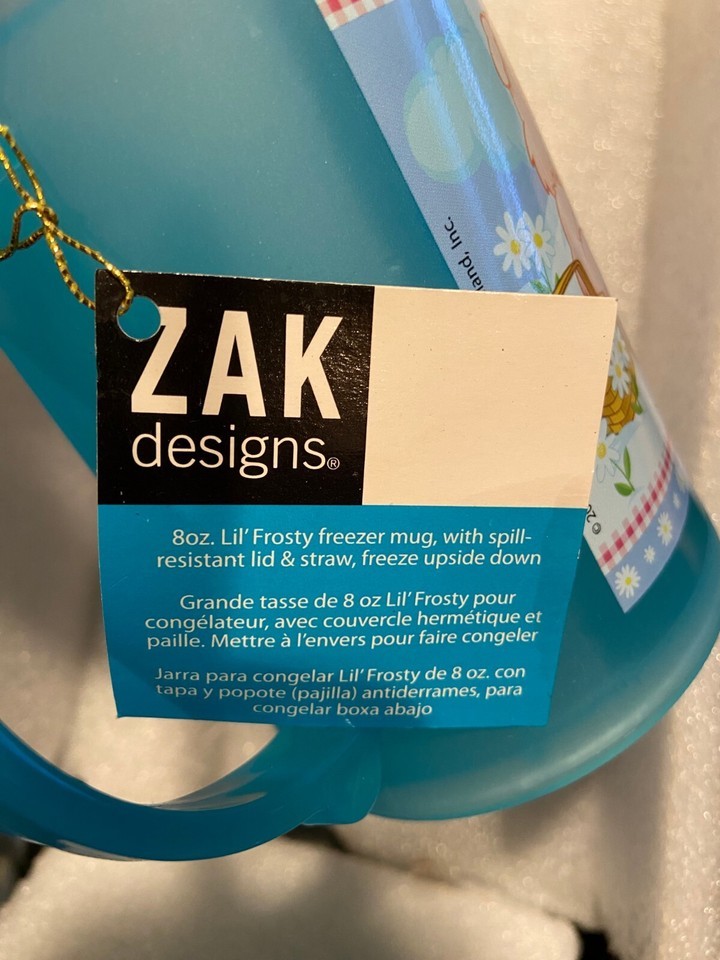 and, Inc.
ZAK
designs®
8oz. Lil' Frosty freezer mug, with spill-
resistant lid & straw, freeze upside down
Grande tasse de 8 oz Lil' Frosty pour
congélateur, avec couvercle hermétique et
paille. Mettre à l'envers pour faire congeler
Jarra para congelar Lil' Frosty de 8 oz. con
tapa y popote (pajilla) antiderrames, para
congelar boxa abajo
©